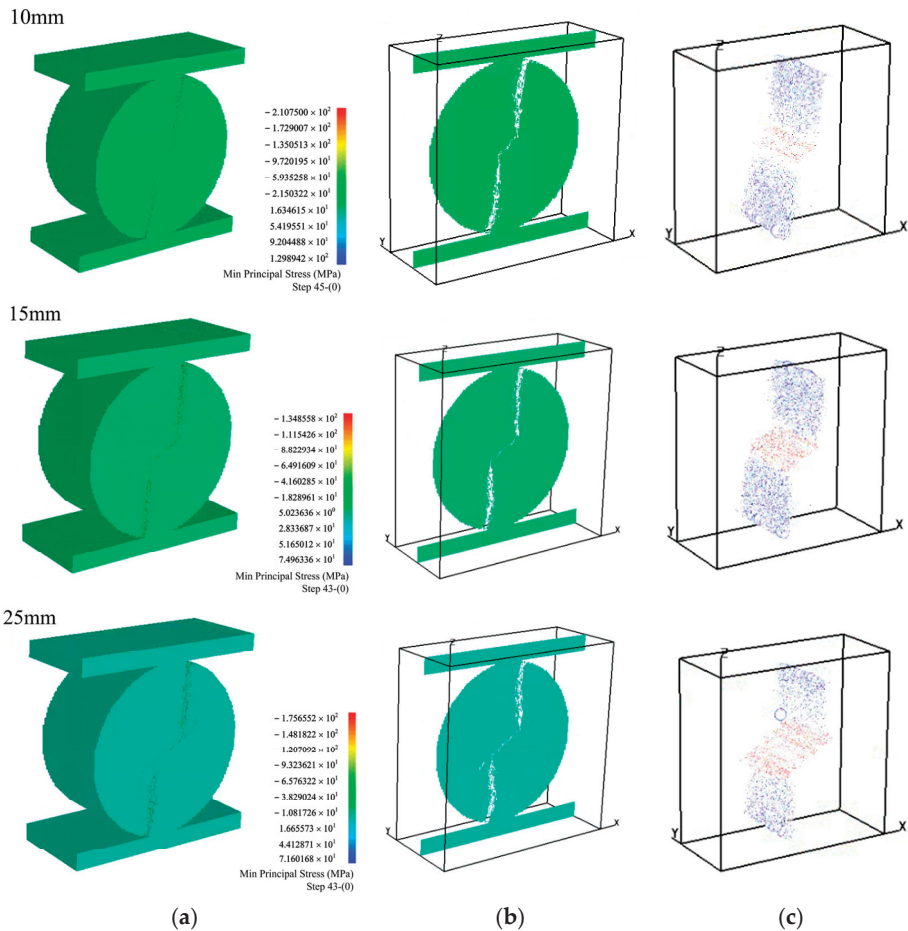 10mm
Z
Y
X
Z
Y
X
− 2.107500 × 10²
− 1.729007 × 10²
− 1.350513 × 10²
− 9.720195 × 10¹
− 5.935258 × 10¹
− 2.150322 × 10¹
1.634615 × 10¹
5.419551 × 10¹
9.204488 × 10¹
1.298942 × 10²
Min Principal Stress (MPa)
Step 45-(0)
15mm
Z
Y
X
Z
Y
X
− 1.348558 × 10²
− 1.115426 × 10²
− 8.822934 × 10¹
− 6.491609 × 10¹
− 4.160285 × 10¹
− 1.828961 × 10¹
5.023636 × 10⁰
2.833687 × 10¹
5.165012 × 10¹
7.496336 × 10¹
Min Principal Stress (MPa)
Step 43-(0)
25mm
Z
Y
X
Z
Y
X
− 1.756552 × 10²
− 1.481822 × 10²
− 1.207092 × 10²
− 9.323621 × 10¹
− 6.576322 × 10¹
− 3.829024 × 10¹
− 1.081726 × 10¹
1.665573 × 10¹
4.412871 × 10¹
7.160168 × 10¹
Min Principal Stress (MPa)
Step 43-(0)
(a) (b) (c)